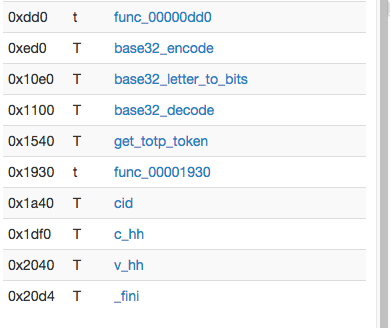 0xdd0 t func_00000dd0
0xed0 T base32_encode
0x10e0 T base32_letter_to_bits
0x1100 T base32_decode
0x1540 T get_totp_token
0x1930 t func_00001930
0x1a40 T cid
0x1df0 T c_hh
0x2040 T v_hh
0x20d4 T _fini